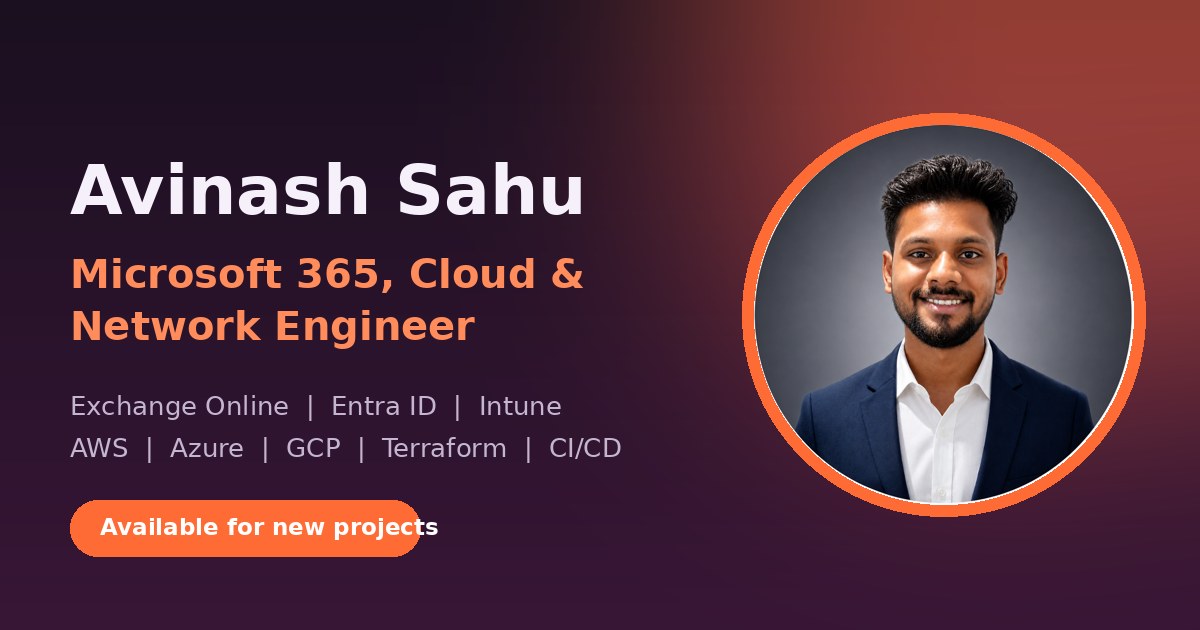 Avinash Sahu
Microsoft 365, Cloud &
Network Engineer
Exchange Online | Entra ID | Intune
AWS | Azure | GCP | Terraform | CI/CD
Available for new projects